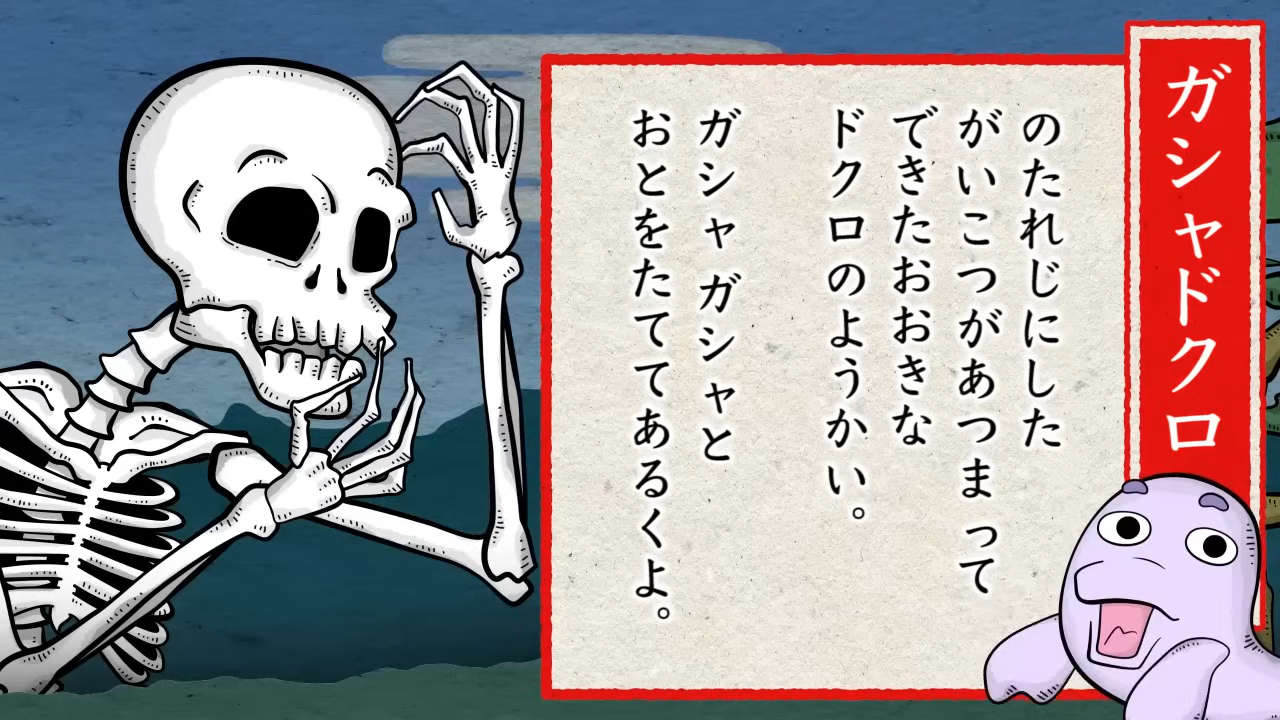 ガシャドクロ
のたれじにした
がいこつがあつまって
できたおおきな
ドクロのようかい。
ガシャガシャと
おとをたててあるくよ。